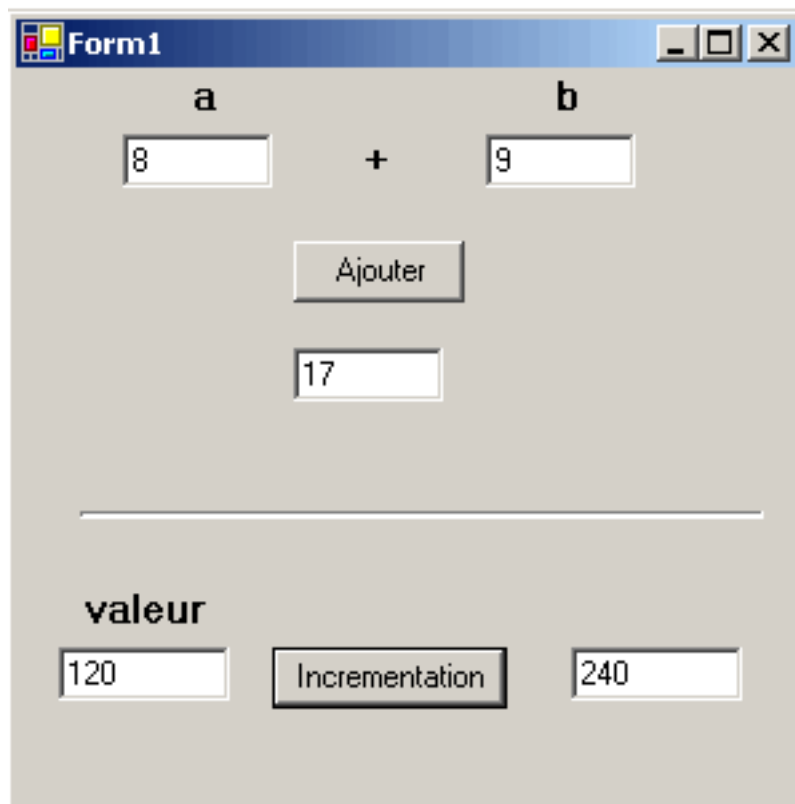 Form1
a b
8 + 9
Ajouter
17
valeur
120 Incrementation 240